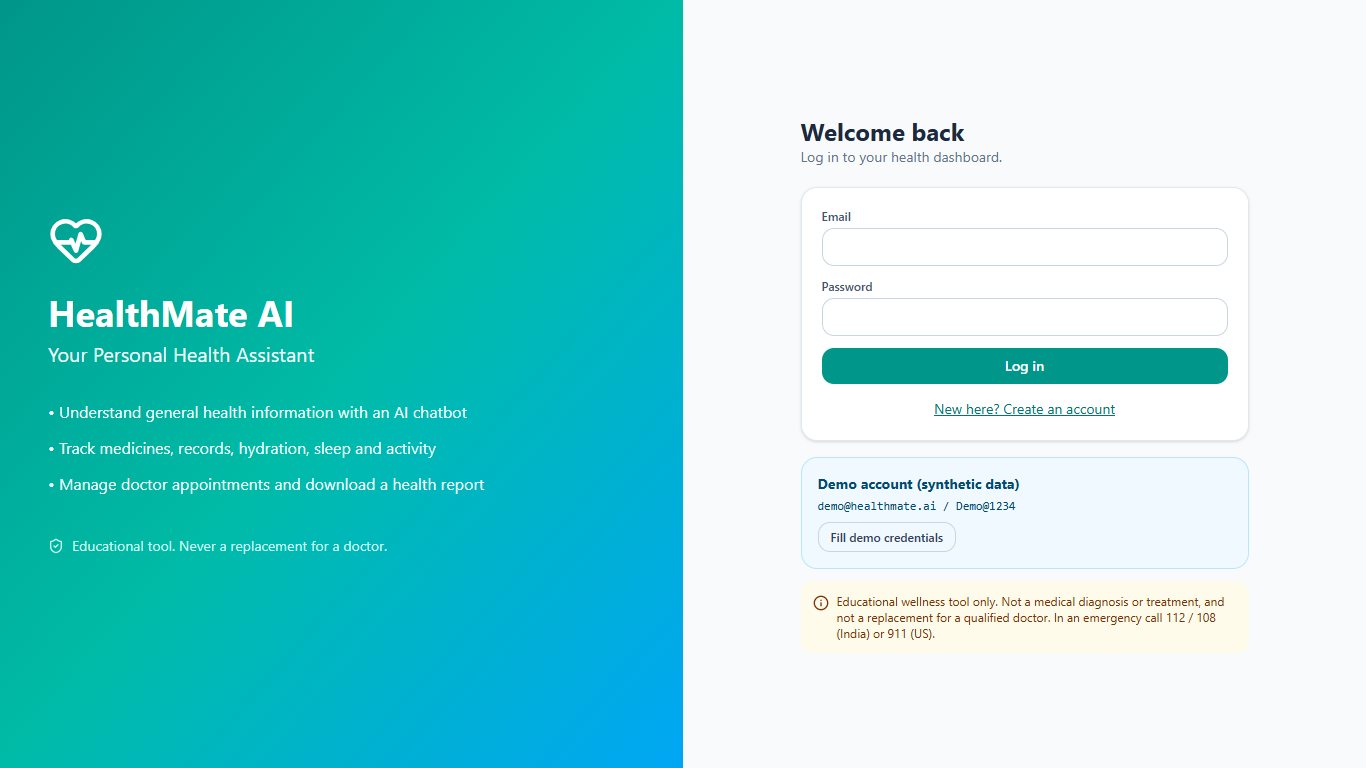 HealthMate AI
Your Personal Health Assistant
• Understand general health information with an AI chatbot
• Track medicines, records, hydration, sleep and activity
• Manage doctor appointments and download a health report
Educational tool. Never a replacement for a doctor.
Welcome back
Log in to your health dashboard.
Email
Password
Log in
New here? Create an account
Demo account (synthetic data)
demo@healthmate.ai / Demo@1234
Fill demo credentials
Educational wellness tool only. Not a medical diagnosis or treatment, and
not a replacement for a qualified doctor. In an emergency call 112 / 108
(India) or 911 (US).